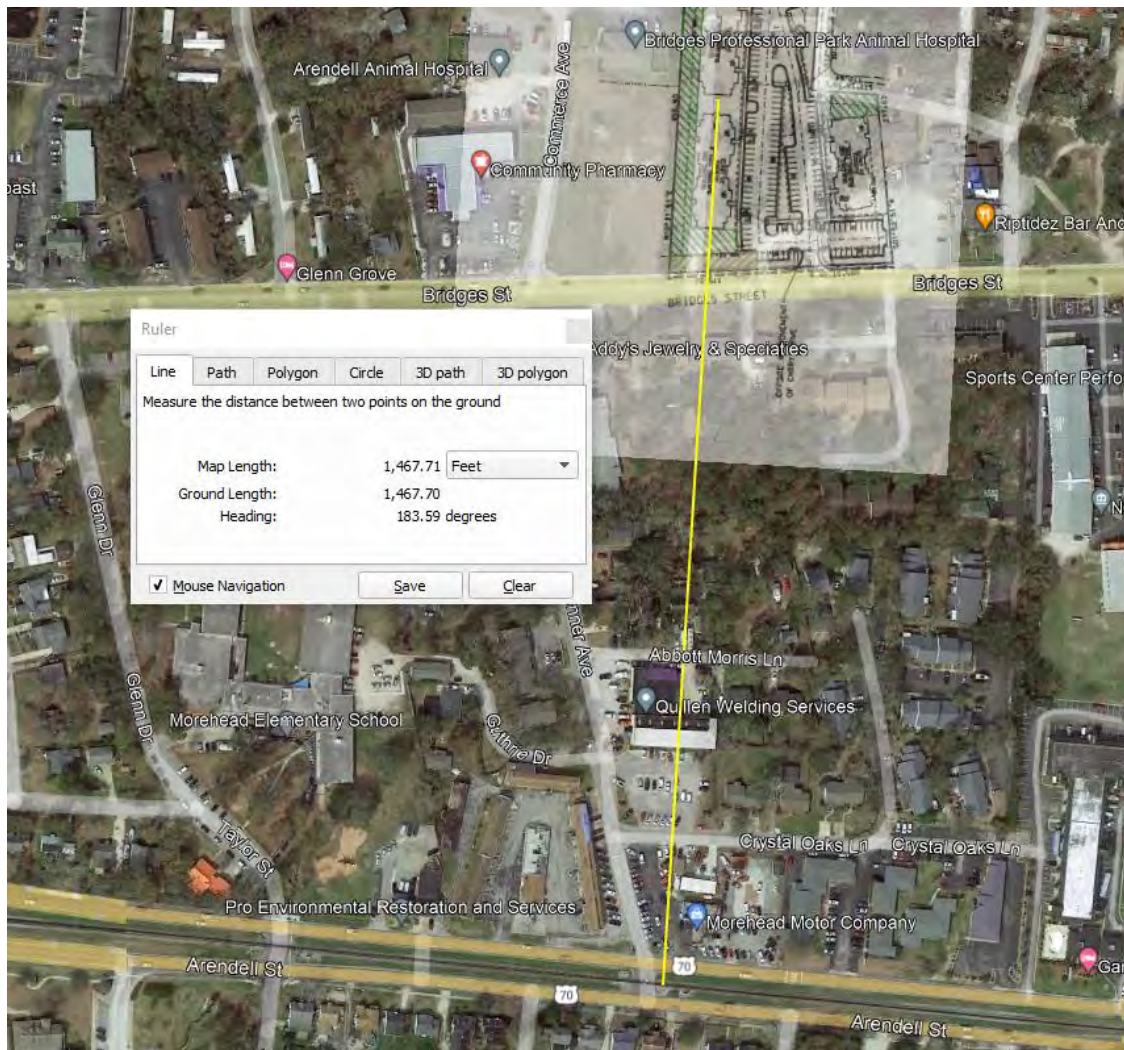 Bridges Professional Park Animal Hospital
Arendell Animal Hospital
Commerce Ave
Community Pharmacy
oast
Riptidez Bar And
Glenn Grove
Bridges St
Bridges St
BRIDGES STREET
Addy's Jewelry & Specialties
Sports Center Perfo
Ruler
Line Path Polygon Circle 3D path 3D polygon
Measure the distance between two points on the ground
Map Length: 1,467.71 Feet
Ground Length: 1,467.70
Heading: 183.59 degrees
Mouse Navigation Save Clear
Glenn Dr
N
nner Ave
Abbott Morris Ln
Quillen Welding Services
Glenn Dr
Morehead Elementary School
Guthrie Dr
Crystal Oaks Ln
Crystal Oaks Ln
Taylor St
Pro Environmental Restoration and Services
Morehead Motor Company
Arendell St
70
Gar
70
Arendell St